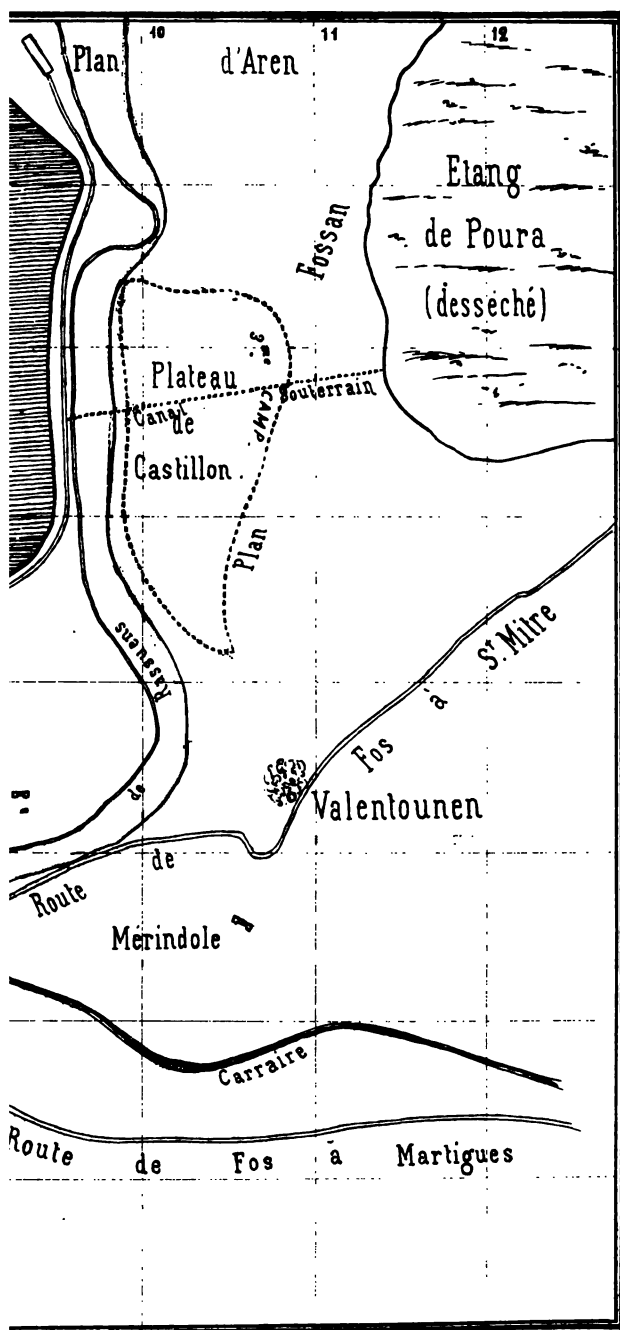 10 11 12
Plan d'Aren
Etang
de Poura
(desséché)
Fossan
3me CAMP
Plateau
de
Castillon
Canal Souterrain
Plan
de Rassguens
Route de Fos à St. Mitre
Valentounen
Mérindole
Carraire
Route de Fos à Martigues